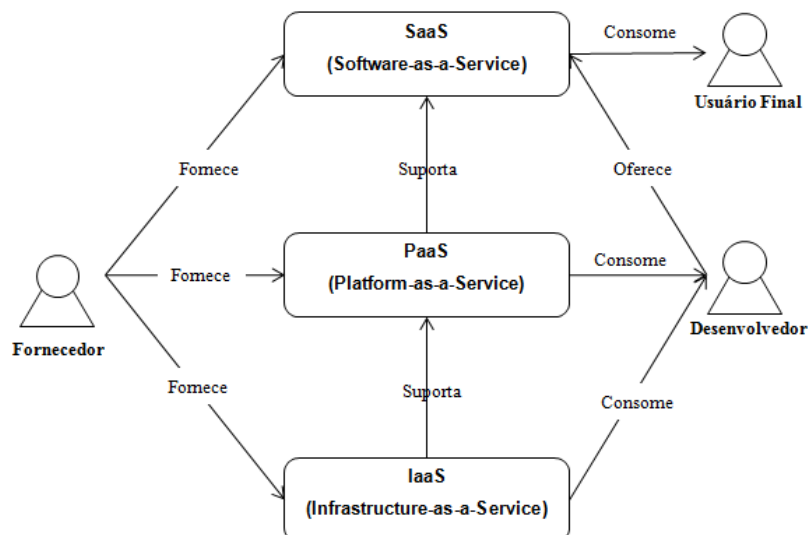 SaaS
(Software-as-a-Service)
Consome
Usuário Final
Fornece
Suporta
Oferece
PaaS
(Platform-as-a-Service)
Fornece
Consome
Fornecedor
Desenvolvedor
Fornece
Suporta
Consome
IaaS
(Infrastructure-as-a-Service)